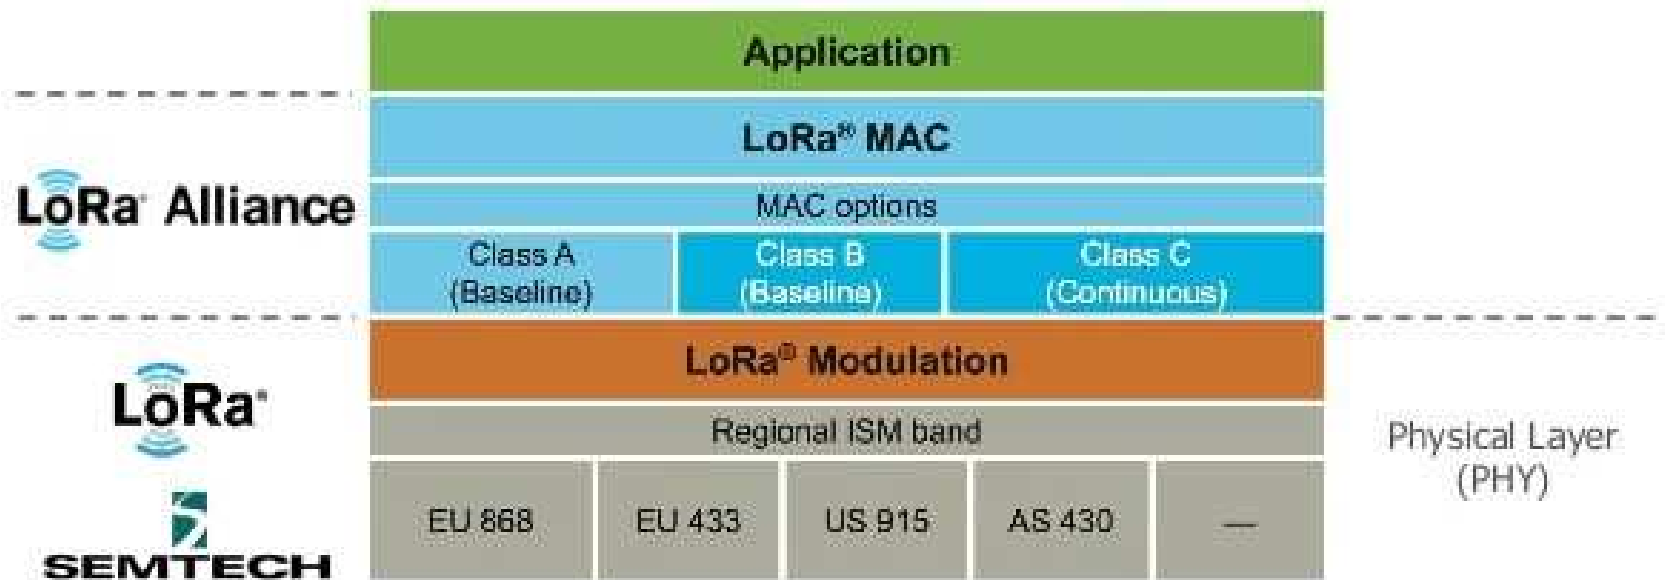 Application
LoRa® MAC
LoRa Alliance
MAC options
Class A
(Baseline)
Class B
(Baseline)
Class C
(Continuous)
LoRa® Modulation
LoRa®
Regional ISM band
Physical Layer
(PHY)
SEMTECH
EU 868
EU 433
US 915
AS 430
—